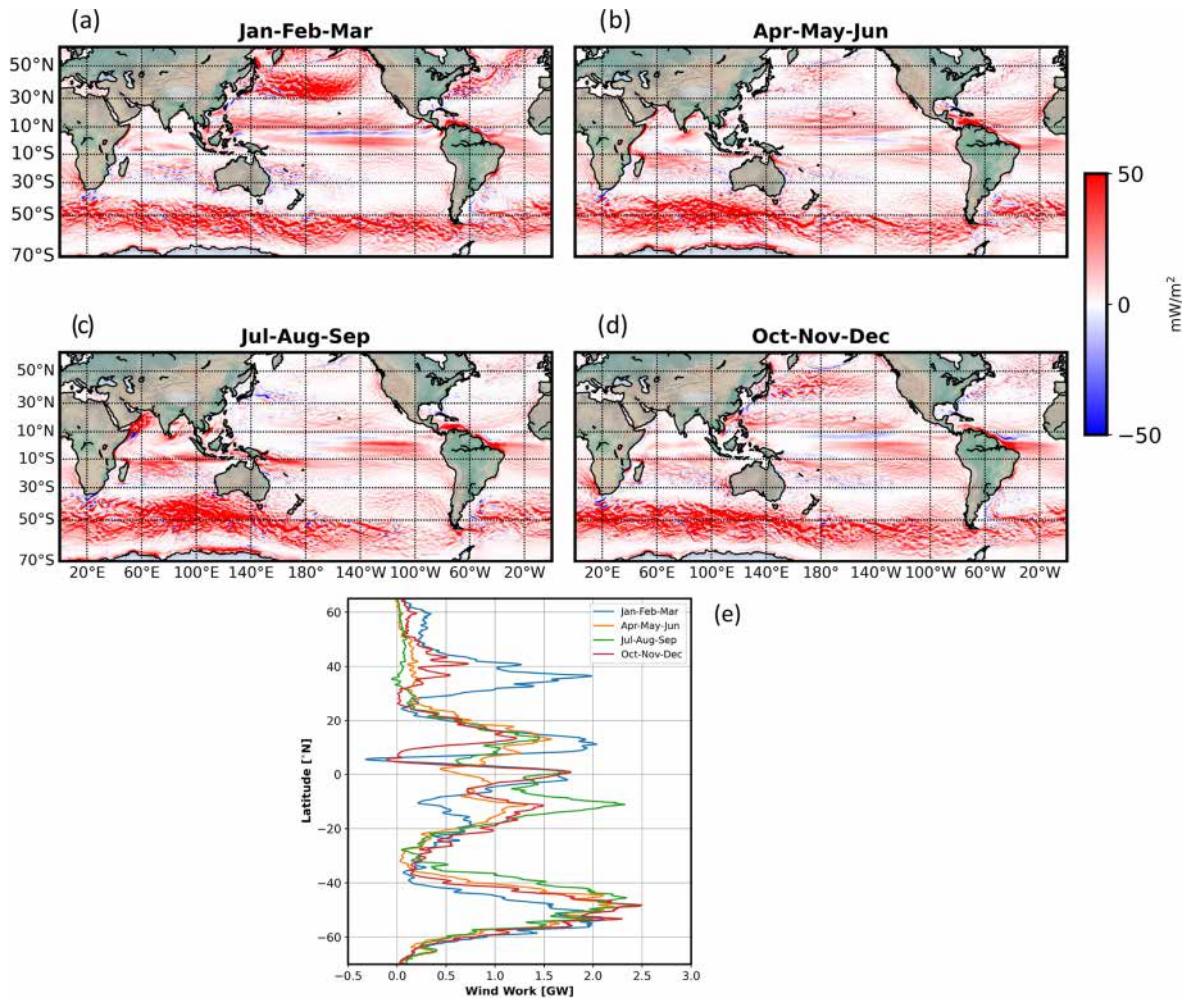 (a)
Jan-Feb-Mar
(b)
Apr-May-Jun
50°N
30°N
10°N
10°S
30°S
50°S
70°S
50
0
−50
mW/m²
(c)
Jul-Aug-Sep
(d)
Oct-Nov-Dec
50°N
30°N
10°N
10°S
30°S
50°S
70°S
20°E 60°E 100°E 140°E 180° 140°W 100°W 60°W 20°W
20°E 60°E 100°E 140°E 180° 140°W 100°W 60°W 20°W
(e)
Jan-Feb-Mar
Apr-May-Jun
Jul-Aug-Sep
Oct-Nov-Dec
60
40
20
0
−20
−40
−60
Latitude [°N]
−0.5 0.0 0.5 1.0 1.5 2.0 2.5 3.0
Wind Work [GW]